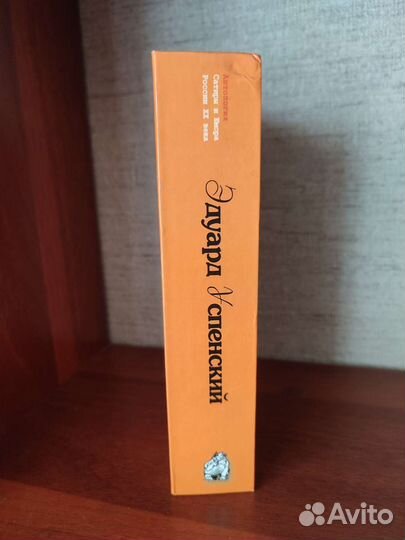 Антология
Сатиры и Юмора
России XX века
Эдуард Успенский
Avito